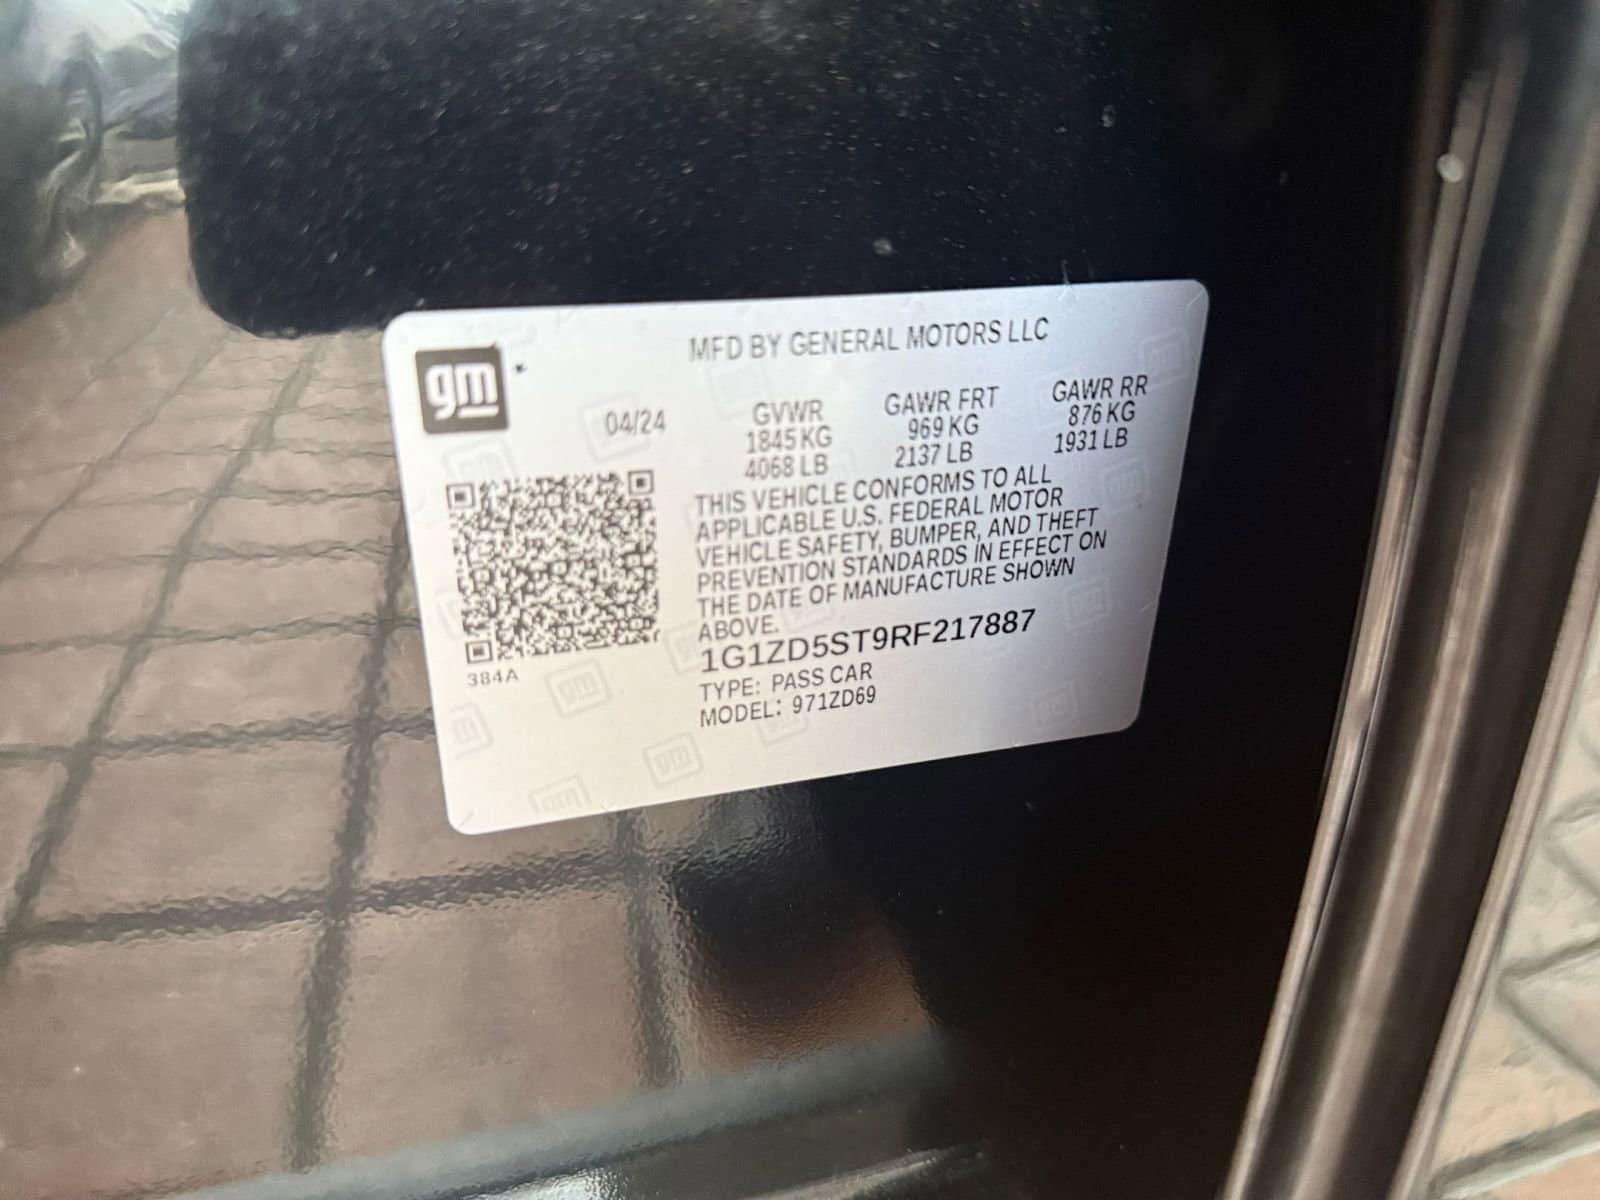 gm
MFD BY GENERAL MOTORS LLC
04/24
GVWR GAWR FRT GAWR RR
1845 KG 969 KG 876 KG
4068 LB 2137 LB 1931 LB
THIS VEHICLE CONFORMS TO ALL
APPLICABLE U.S. FEDERAL MOTOR
VEHICLE SAFETY, BUMPER, AND THEFT
PREVENTION STANDARDS IN EFFECT ON
THE DATE OF MANUFACTURE SHOWN
ABOVE.
1G1ZD5ST9RF217887
TYPE: PASS CAR
MODEL: 971ZD69
384A